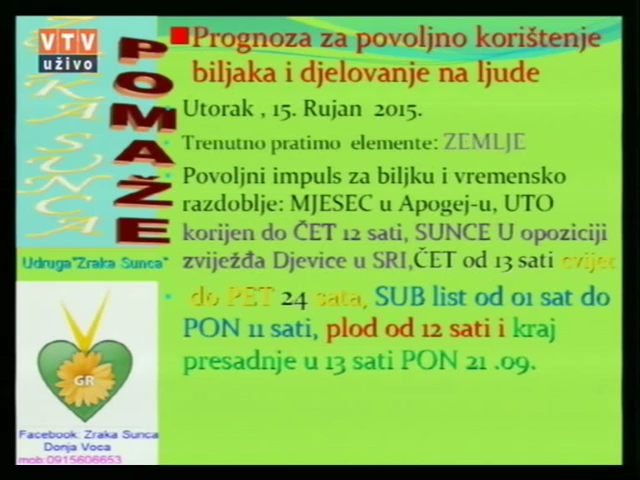 VTV
uživo
ZRAKA SUNCA
POMAŽE
Prognoza za povoljno korištenje
biljaka i djelovanje na ljude
Utorak , 15. Rujan 2015.
Trenutno pratimo elemente: ZEMLJE
Povoljni impuls za biljku i vremensko
razdoblje: MJESEC u Apogej-u, UTO
korijen do ČET 12 sati, SUNCE U opoziciji
zviježđa Djevice u SRI,ČET od 13 sati cvijet
do PET 24 sata, SUB list od 01 sat do
PON 11 sati, plod od 12 sati i kraj
presadnje u 13 sati PON 21 .09.
Udruga"Zraka Sunca"
GR
Facebook: Zraka Sunca
Donja Voca
mob:0915606653